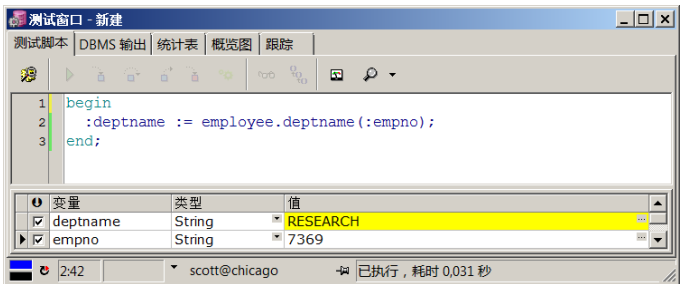 测试窗口 - 新建
测试脚本 DBMS 输出 统计表 概览图 跟踪
1 begin
2 :deptname := employee.deptname(:empno);
3 end;
变量 类型 值
deptname String RESEARCH
empno String 7369
2:42 scott@chicago 已执行，耗时 0,031 秒